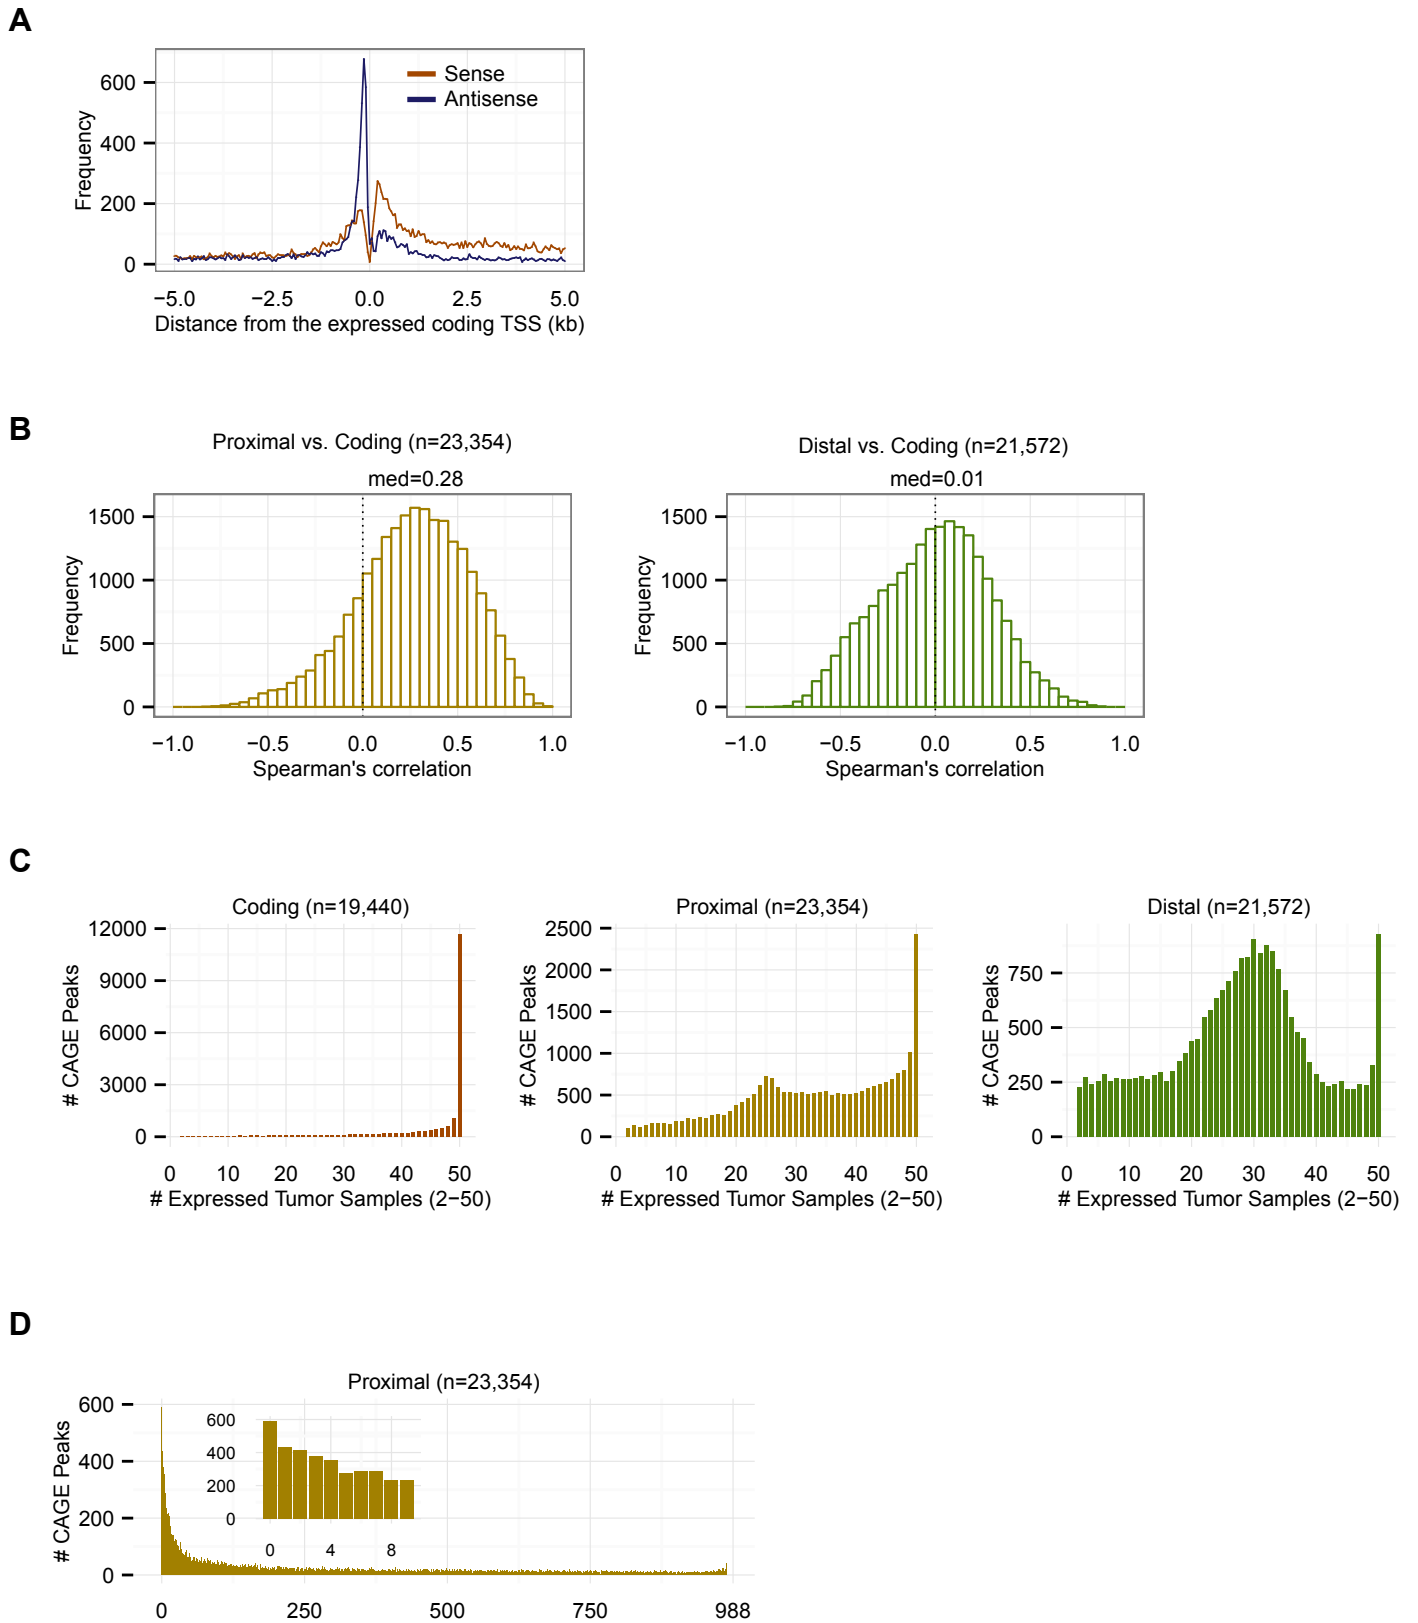 A
Sense
Antisense
600
400
200
0
Frequency
−5.0 −2.5 0.0 2.5 5.0
Distance from the expressed coding TSS (kb)
B
Proximal vs. Coding (n=23,354)
med=0.28
1500
1000
500
0
Frequency
−1.0 −0.5 0.0 0.5 1.0
Spearman's correlation
Distal vs. Coding (n=21,572)
med=0.01
1500
1000
500
0
Frequency
−1.0 −0.5 0.0 0.5 1.0
Spearman's correlation
C
Coding (n=19,440)
12000
9000
6000
3000
0
# CAGE Peaks
0 10 20 30 40 50
# Expressed Tumor Samples (2−50)
Proximal (n=23,354)
2500
2000
1500
1000
500
0
# CAGE Peaks
0 10 20 30 40 50
# Expressed Tumor Samples (2−50)
Distal (n=21,572)
750
500
250
0
# CAGE Peaks
0 10 20 30 40 50
# Expressed Tumor Samples (2−50)
D
Proximal (n=23,354)
600
400
200
0
# CAGE Peaks
600
400
200
0
0 4 8
0 250 500 750 988